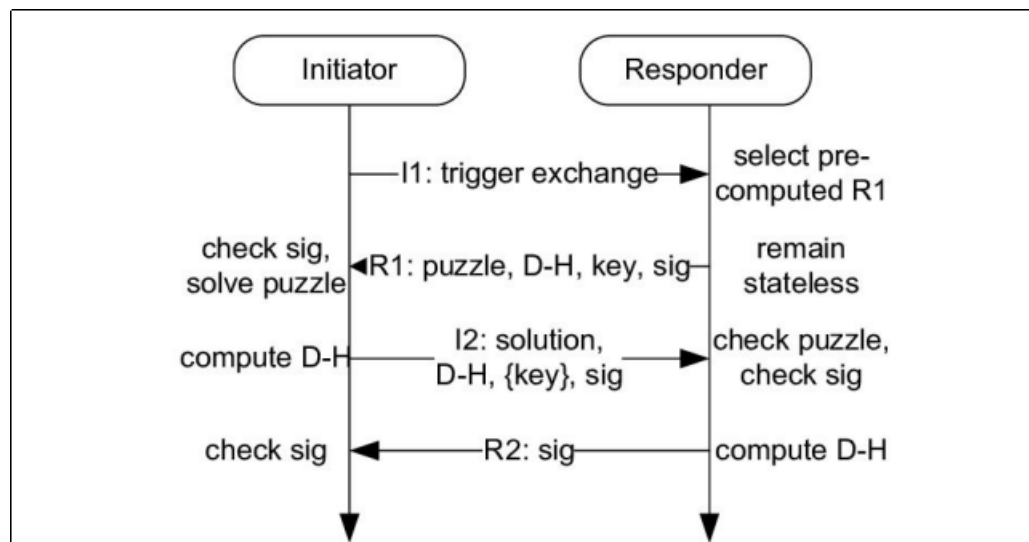 Initiator
Responder
I1: trigger exchange
select pre-
computed R1
check sig,
solve puzzle
R1: puzzle, D-H, key, sig
remain
stateless
compute D-H
I2: solution,
D-H, {key}, sig
check puzzle,
check sig
check sig
R2: sig
compute D-H